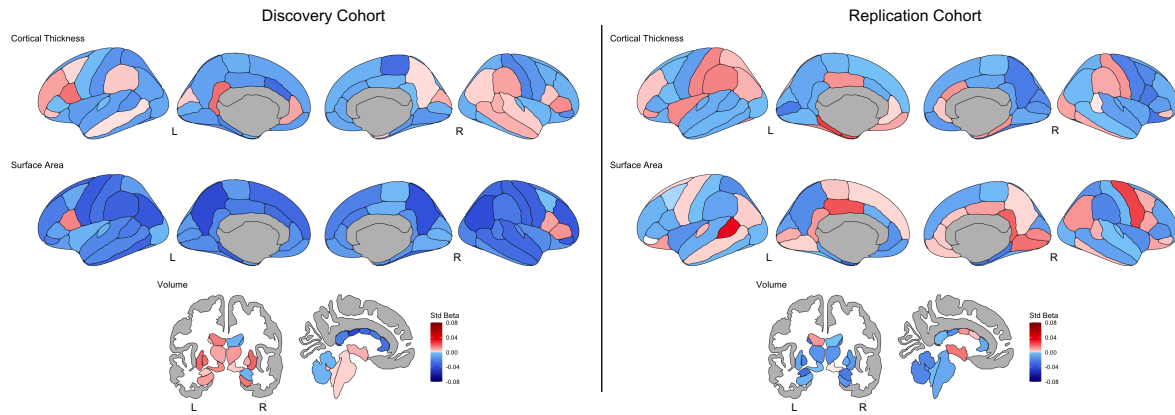 Discovery Cohort
Cortical Thickness
L
R
Surface Area
L
R
Volume
Std Beta
0.08
0.04
0.00
-0.04
-0.08
L
R
Replication Cohort
Cortical Thickness
L
R
Surface Area
L
R
Volume
Std Beta
0.08
0.04
0.00
-0.04
-0.08
L
R